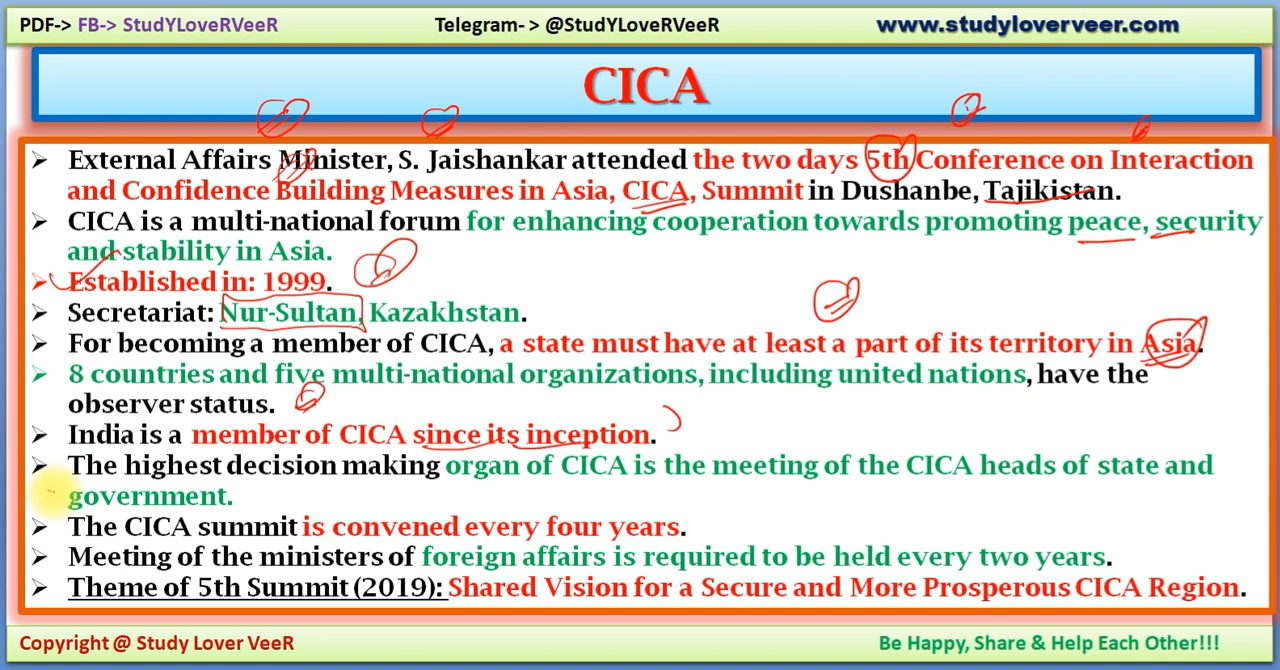 PDF-> FB-> StudYLoveRVeeR Telegram- > @StudYLoveRVeeR www.studyloverveer.com
CICA
➢ External Affairs Minister, S. Jaishankar attended the two days 5th Conference on Interaction
and Confidence Building Measures in Asia, CICA, Summit in Dushanbe, Tajikistan.
➢ CICA is a multi-national forum for enhancing cooperation towards promoting peace, security
and stability in Asia.
➢ Established in: 1999.
➢ Secretariat: Nur-Sultan, Kazakhstan.
➢ For becoming a member of CICA, a state must have at least a part of its territory in Asia.
➢ 8 countries and five multi-national organizations, including united nations, have the
observer status.
➢ India is a member of CICA since its inception.
➢ The highest decision making organ of CICA is the meeting of the CICA heads of state and
government.
➢ The CICA summit is convened every four years.
➢ Meeting of the ministers of foreign affairs is required to be held every two years.
➢ Theme of 5th Summit (2019): Shared Vision for a Secure and More Prosperous CICA Region.
Copyright @ Study Lover VeeR Be Happy, Share & Help Each Other!!!